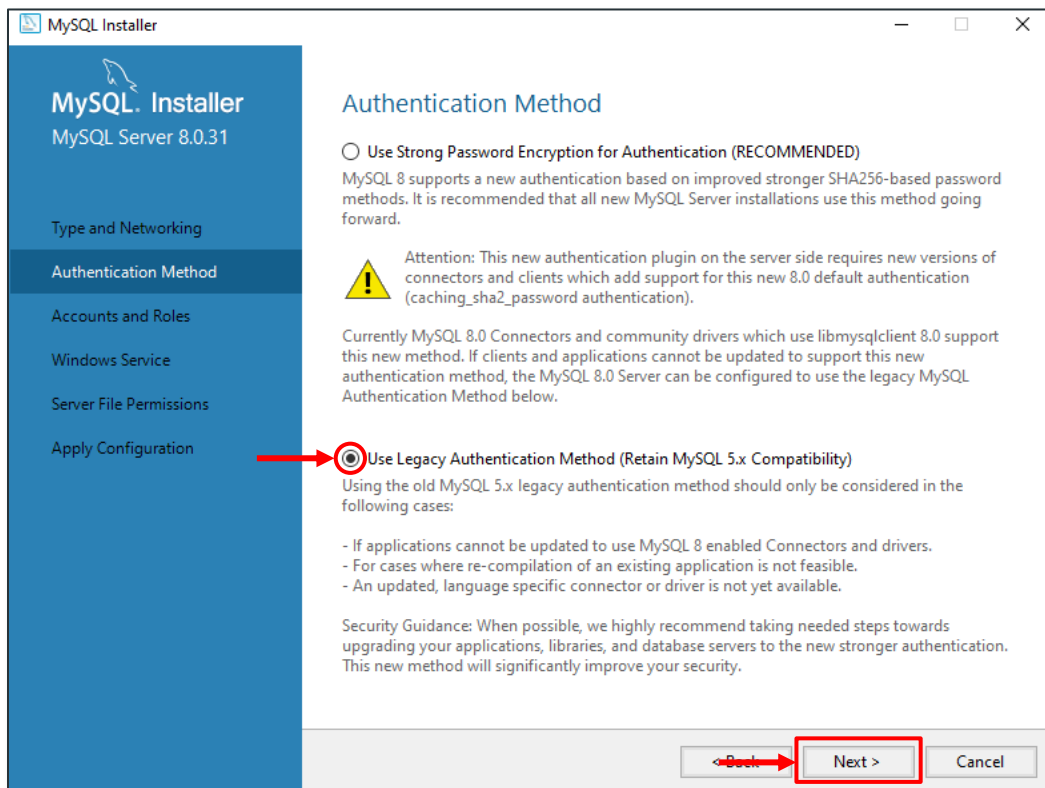 MySQL Installer
MySQL. Installer
MySQL Server 8.0.31
Type and Networking
Authentication Method
Accounts and Roles
Windows Service
Server File Permissions
Apply Configuration
Authentication Method
Use Strong Password Encryption for Authentication (RECOMMENDED)
MySQL 8 supports a new authentication based on improved stronger SHA256-based password
methods. It is recommended that all new MySQL Server installations use this method going
forward.
Attention: This new authentication plugin on the server side requires new versions of
connectors and clients which add support for this new 8.0 default authentication
(caching_sha2_password authentication).
Currently MySQL 8.0 Connectors and community drivers which use libmysqlclient 8.0 support
this new method. If clients and applications cannot be updated to support this new
authentication method, the MySQL 8.0 Server can be configured to use the legacy MySQL
Authentication Method below.
Use Legacy Authentication Method (Retain MySQL 5.x Compatibility)
Using the old MySQL 5.x legacy authentication method should only be considered in the
following cases:
- If applications cannot be updated to use MySQL 8 enabled Connectors and drivers.
- For cases where re-compilation of an existing application is not feasible.
- An updated, language specific connector or driver is not yet available.
Security Guidance: When possible, we highly recommend taking needed steps towards
upgrading your applications, libraries, and database servers to the new stronger authentication.
This new method will significantly improve your security.
< Back
Next >
Cancel